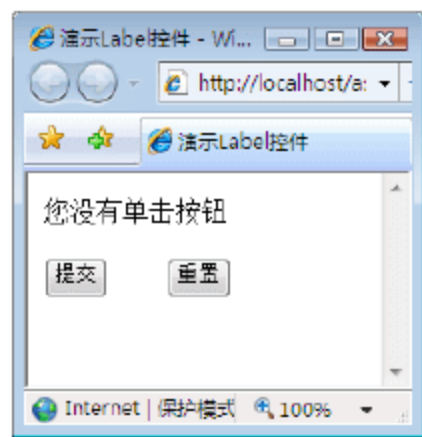 演示Label控件 - Wi...
http://localhost/a:
演示Label控件
您没有单击按钮
提交 重置
Internet | 保护模式 100%